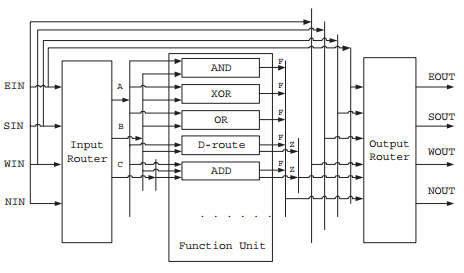 EIN
SIN
WIN
NIN
Input
Router
A
B
C
AND
XOR
OR
D-route
ADD
. . . . . .
Function Unit
F
F
F
F
Z
F
Z
Output
Router
EOUT
SOUT
WOUT
NOUT